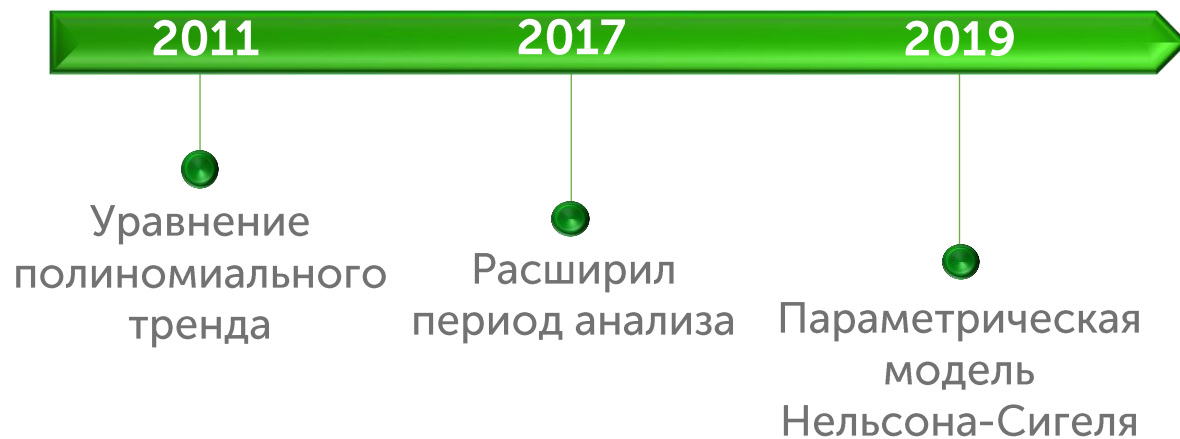 2011
2017
2019
Уравнение
полиномиального
тренда
Расширил
период анализа
Параметрическая
модель
Нельсона-Сигеля